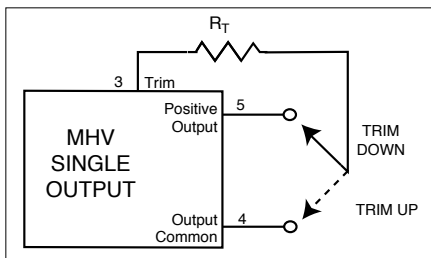 R_T
3 Trim
Positive
Output
5
MHV
SINGLE
OUTPUT
TRIM
DOWN
Output
Common
4
TRIM UP